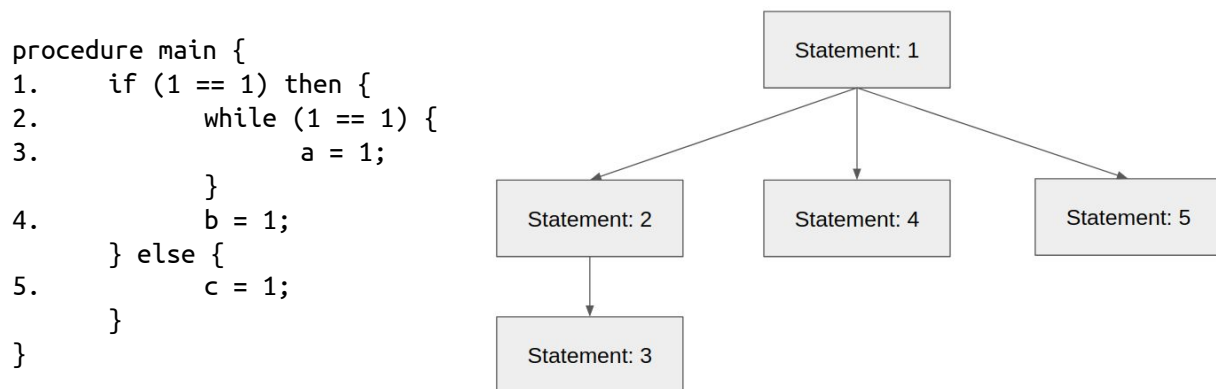 procedure main {
1. if (1 == 1) then {
2. while (1 == 1) {
3. a = 1;
}
4. b = 1;
} else {
5. c = 1;
}
}
Statement: 1
Statement: 2
Statement: 4
Statement: 5
Statement: 3